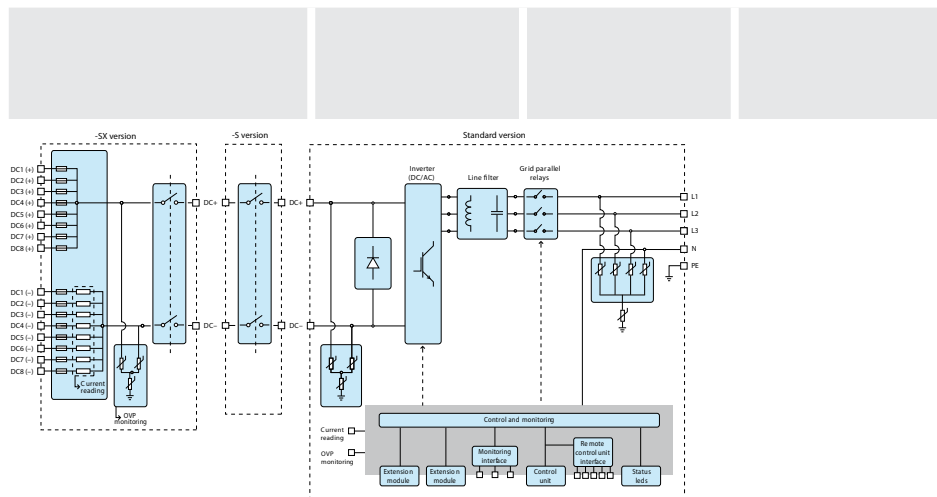 -SX version
-S version
Standard version
DC1 (+)
DC2 (+)
DC3 (+)
DC4 (+)
DC5 (+)
DC6 (+)
DC7 (+)
DC8 (+)
DC1 (–)
DC2 (–)
DC3 (–)
DC4 (–)
DC5 (–)
DC6 (–)
DC7 (–)
DC8 (–)
Current
reading
OVP
monitoring
DC+
DC–
DC+
DC–
Inverter
(DC/AC)
Line filter
Grid parallel
relays
L1
L2
L3
N
PE
Current
reading
OVP
monitoring
Control and monitoring
Extension
module
Extension
module
Monitoring
interface
Control
unit
Remote
control unit
interface
Status
leds